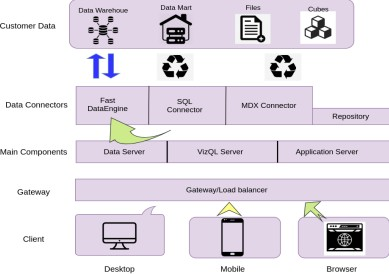 Data Warehoue
Data Mart
Files
Cubes
Customer Data
Data Connectors
Fast
DataEngine
SQL
Connector
MDX Connector
Repository
Main Components
Data Server
VizQL Server
Application Server
Gateway
Gateway/Load balancer
Client
Desktop
Mobile
Browser